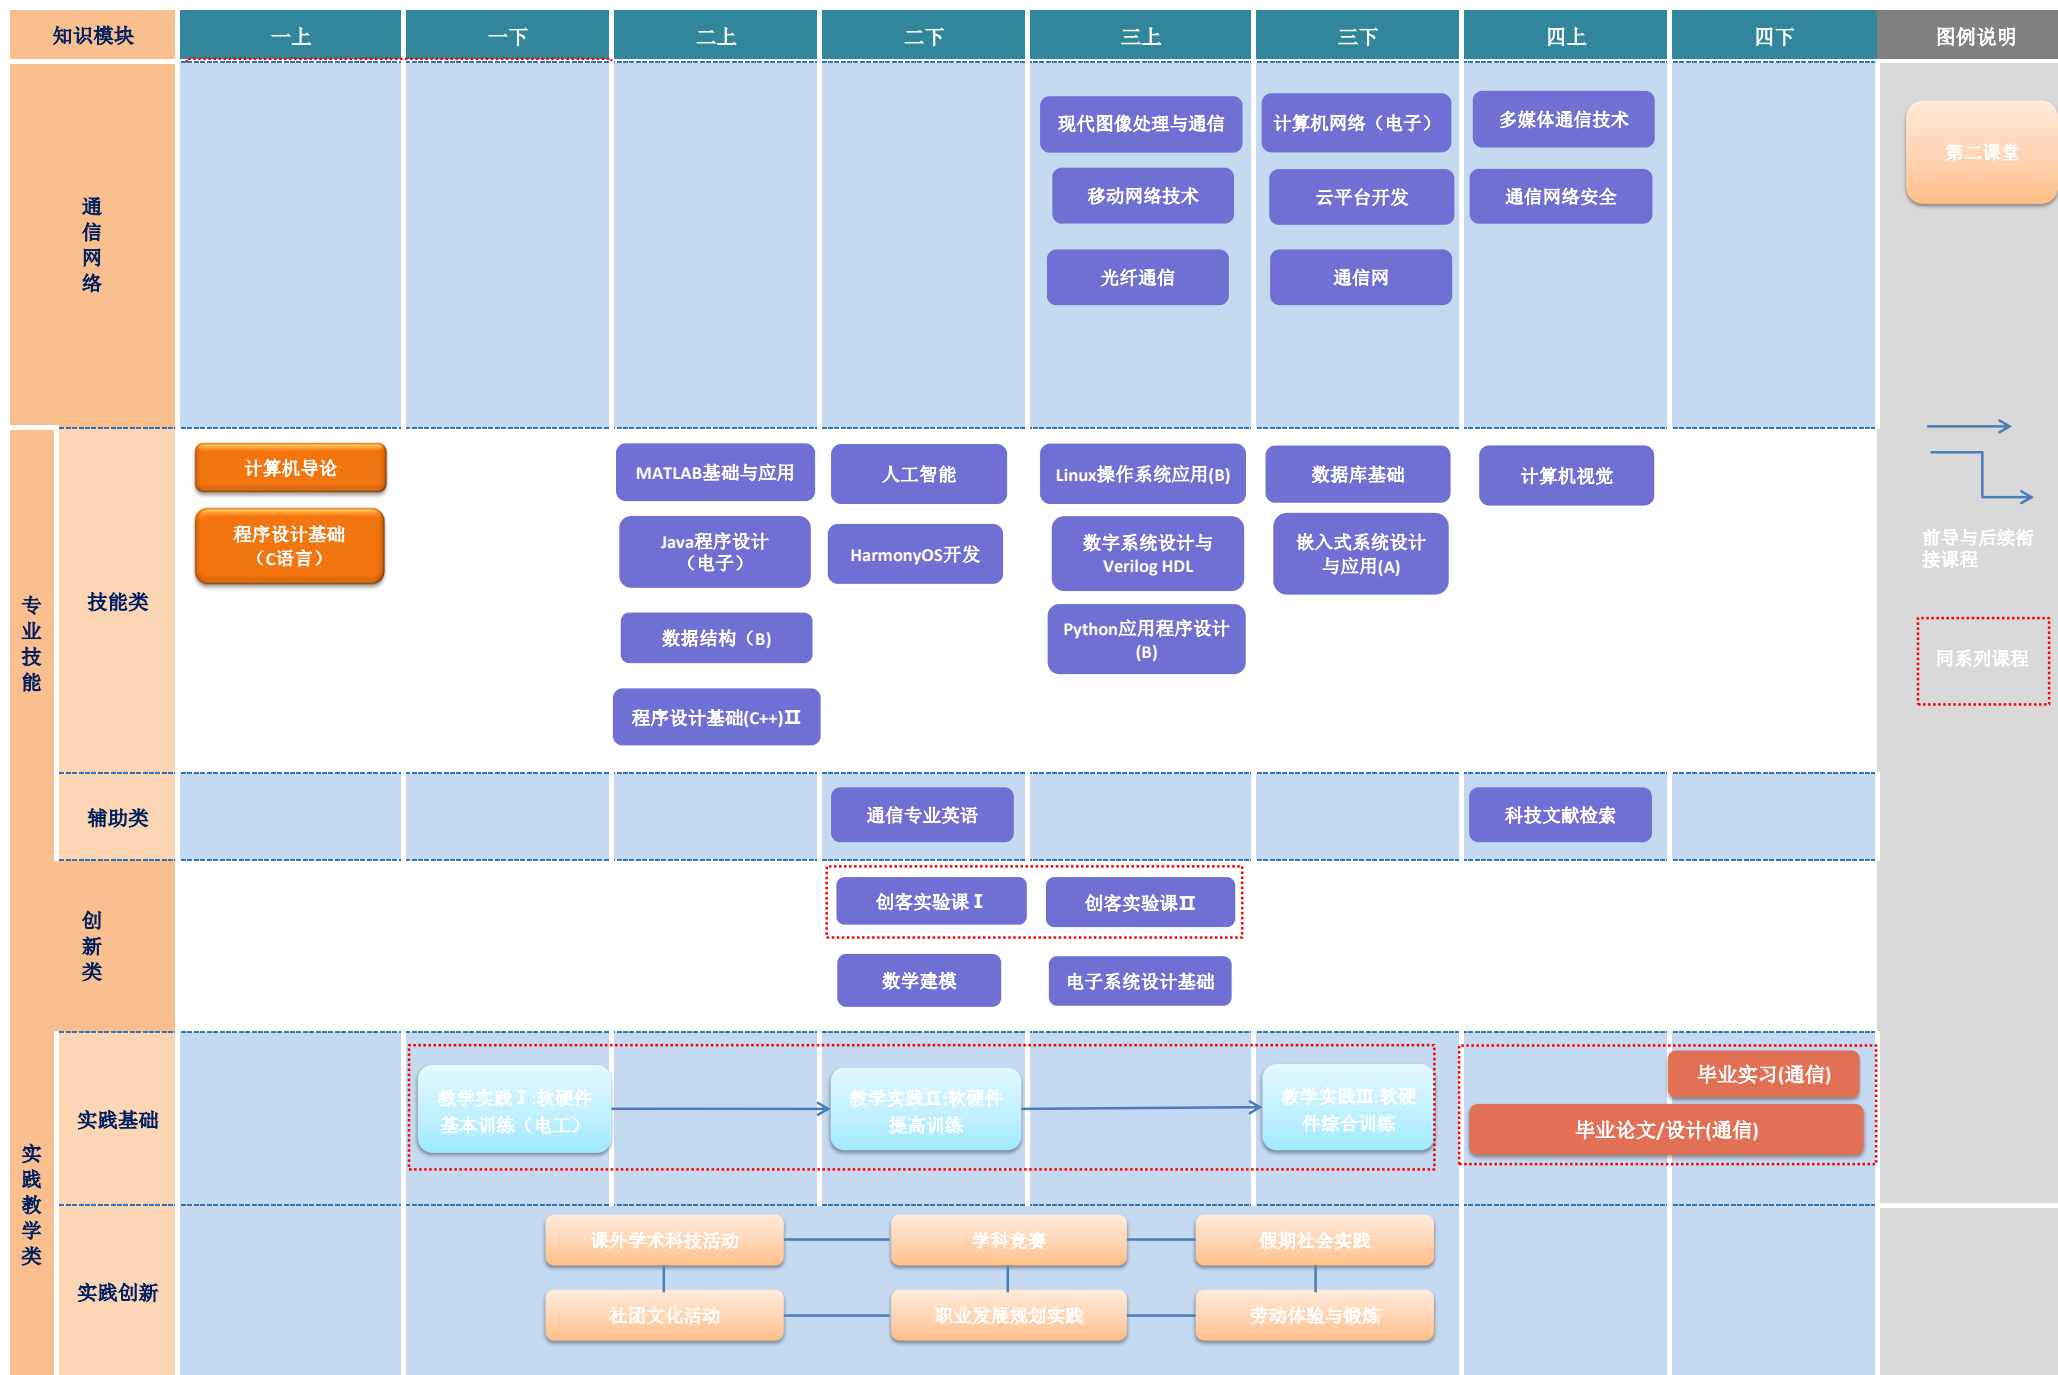 知识模块
一上
一下
二上
二下
三上
三下
四上
四下
图例说明
通
信
网
络
现代图像处理与通信
计算机网络（电子）
多媒体通信技术
移动网络技术
云平台开发
通信网络安全
光纤通信
通信网
第二课堂
专
业
技
能
技能类
计算机导论
程序设计基础
（C语言）
MATLAB基础与应用
Java程序设计
（电子）
数据结构（B)
程序设计基础(C++)Ⅱ
人工智能
HarmonyOS开发
Linux操作系统应用(B)
数字系统设计与
Verilog HDL
Python应用程序设计
(B)
数据库基础
嵌入式系统设计
与应用(A)
计算机视觉
前导与后续衔
接课程
同系列课程
辅助类
通信专业英语
科技文献检索
创
新
类
创客实验课Ⅰ
创客实验课Ⅱ
数学建模
电子系统设计基础
实
践
教
学
类
实践基础
教学实践Ⅰ:软硬件
基本训练（电工）
教学实践Ⅱ:软硬件
提高训练
教学实践Ⅲ:软硬
件综合训练
毕业实习(通信)
毕业论文/设计(通信)
实践创新
课外学术科技活动
学科竞赛
假期社会实践
社团文化活动
职业发展规划实践
劳动体验与锻炼